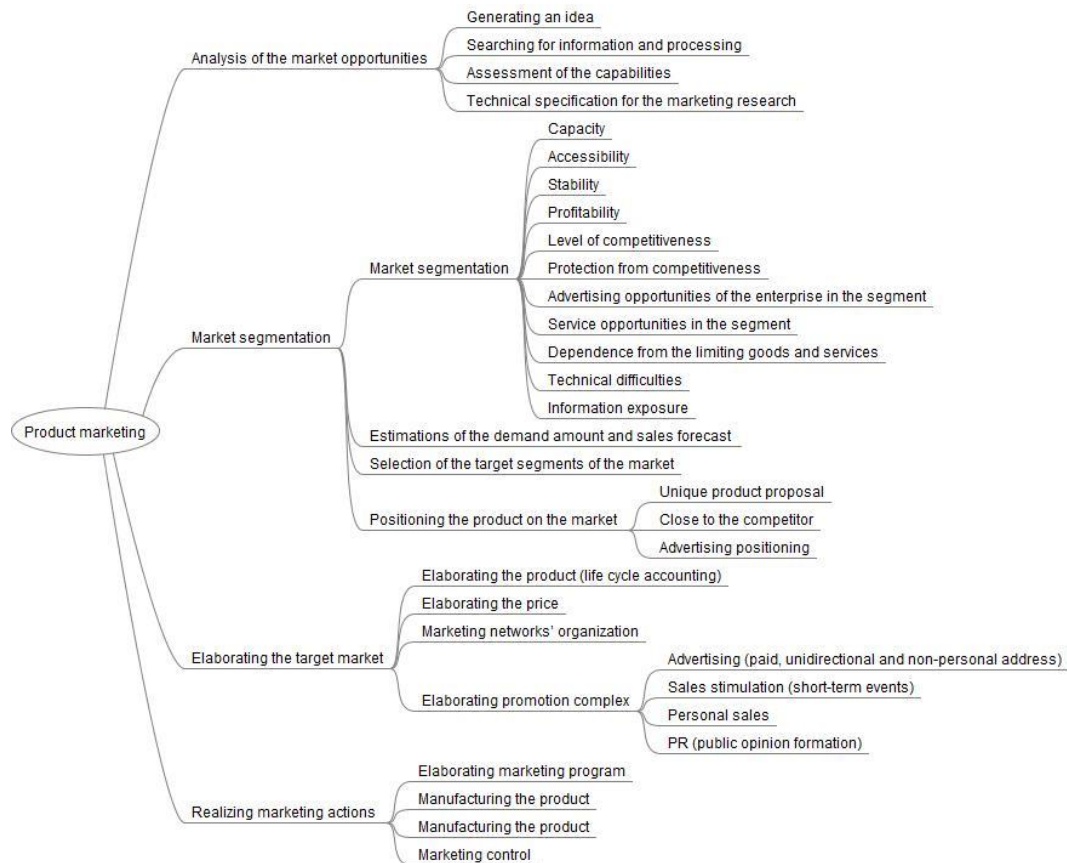 Product marketing
Analysis of the market opportunities
Generating an idea
Searching for information and processing
Assessment of the capabilities
Technical specification for the marketing research
Market segmentation
Market segmentation
Capacity
Accessibility
Stability
Profitability
Level of competitiveness
Protection from competitiveness
Advertising opportunities of the enterprise in the segment
Service opportunities in the segment
Dependence from the limiting goods and services
Technical difficulties
Information exposure
Estimations of the demand amount and sales forecast
Selection of the target segments of the market
Positioning the product on the market
Unique product proposal
Close to the competitor
Advertising positioning
Elaborating the target market
Elaborating the product (life cycle accounting)
Elaborating the price
Marketing networks’ organization
Elaborating promotion complex
Advertising (paid, unidirectional and non-personal address)
Sales stimulation (short-term events)
Personal sales
PR (public opinion formation)
Realizing marketing actions
Elaborating marketing program
Manufacturing the product
Manufacturing the product
Marketing control